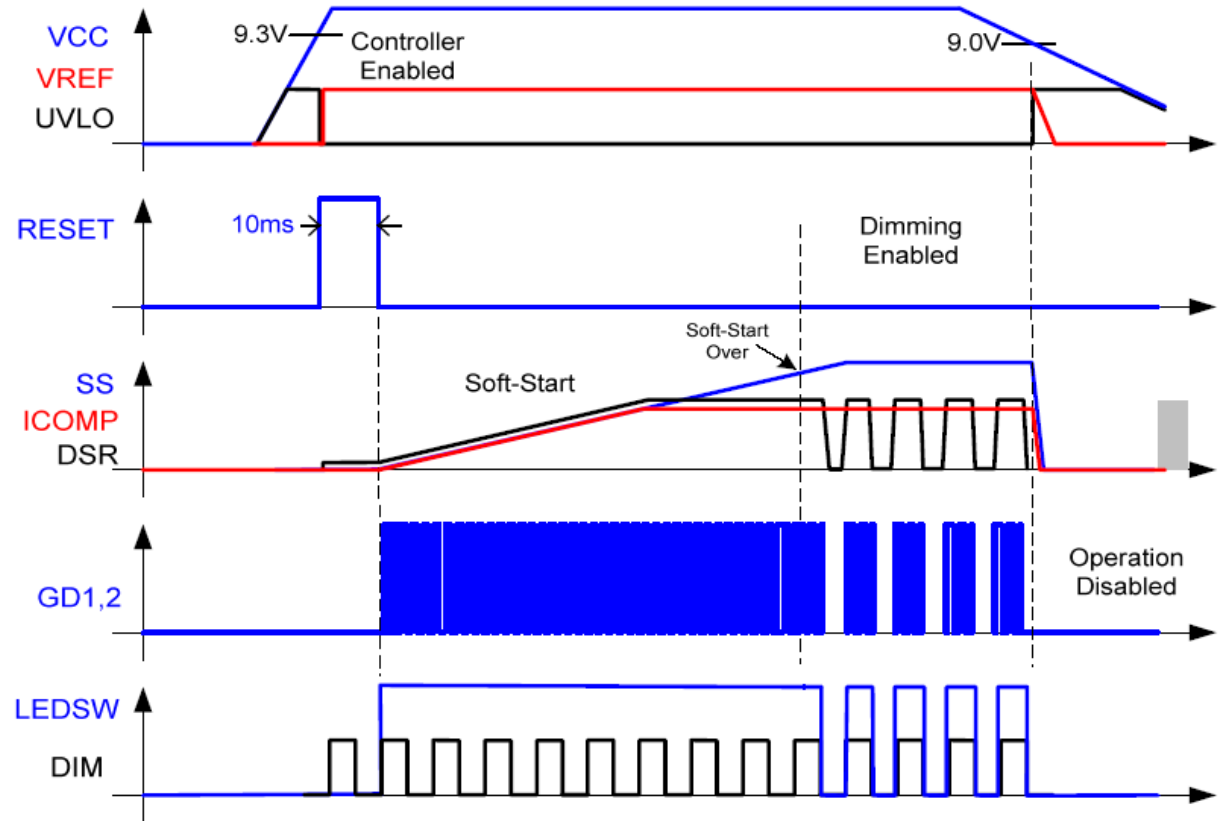 VCC
VREF
UVLO
9.3V
Controller
Enabled
9.0V
RESET
10ms
Dimming
Enabled
SS
ICOMP
DSR
Soft-Start
Soft-Start
Over
GD1,2
Operation
Disabled
LEDSW
DIM